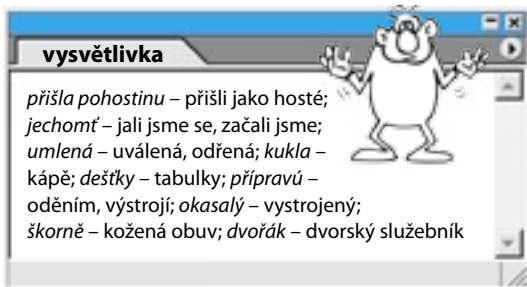 vysvětlivka
přišla pohostinu – přišli jako hosté;
jechomť – jali jsme se, začali jsme;
umlená – uválená, odřená; kukla –
kápě; dešťky – tabulky; přípravú –
oděním, výstrojí; okasalý – vystrojený;
škorně – kožená obuv; dvořák – dvorský služebník